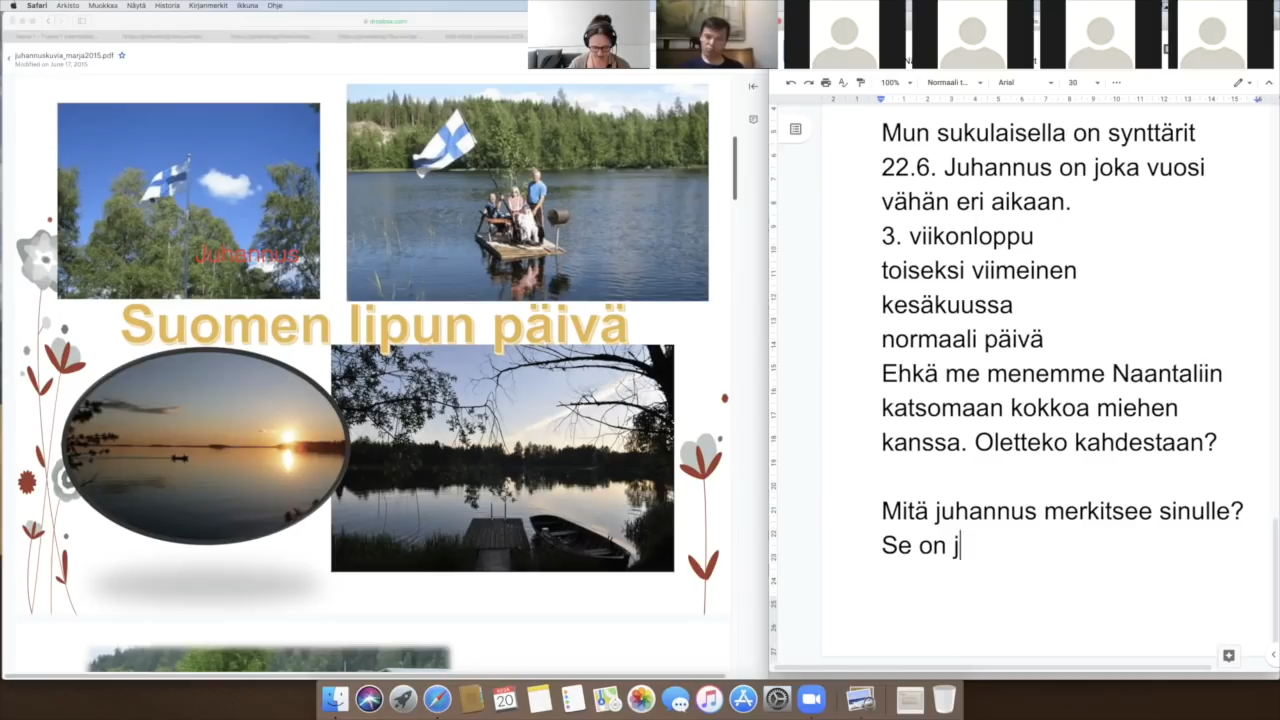 Safari Arkisto Muokkaa Näytä Historia Kirjanmerkit Ikkuna Ohje
dropbox.com
juhannuskuvia_marja2015.pdf
Modified on June 17, 2015
Juhannus
Suomen lipun päivä
100% Normaali t... Arial 30
Mun sukulaisella on synttärit
22.6. Juhannus on joka vuosi
vähän eri aikaan.
3. viikonloppu
toiseksi viimeinen
kesäkuussa
normaali päivä
Ehkä me menemme Naantaliin
katsomaan kokkoa miehen
kanssa. Oletteko kahdestaan?
Mitä juhannus merkitsee sinulle?
Se on j
20